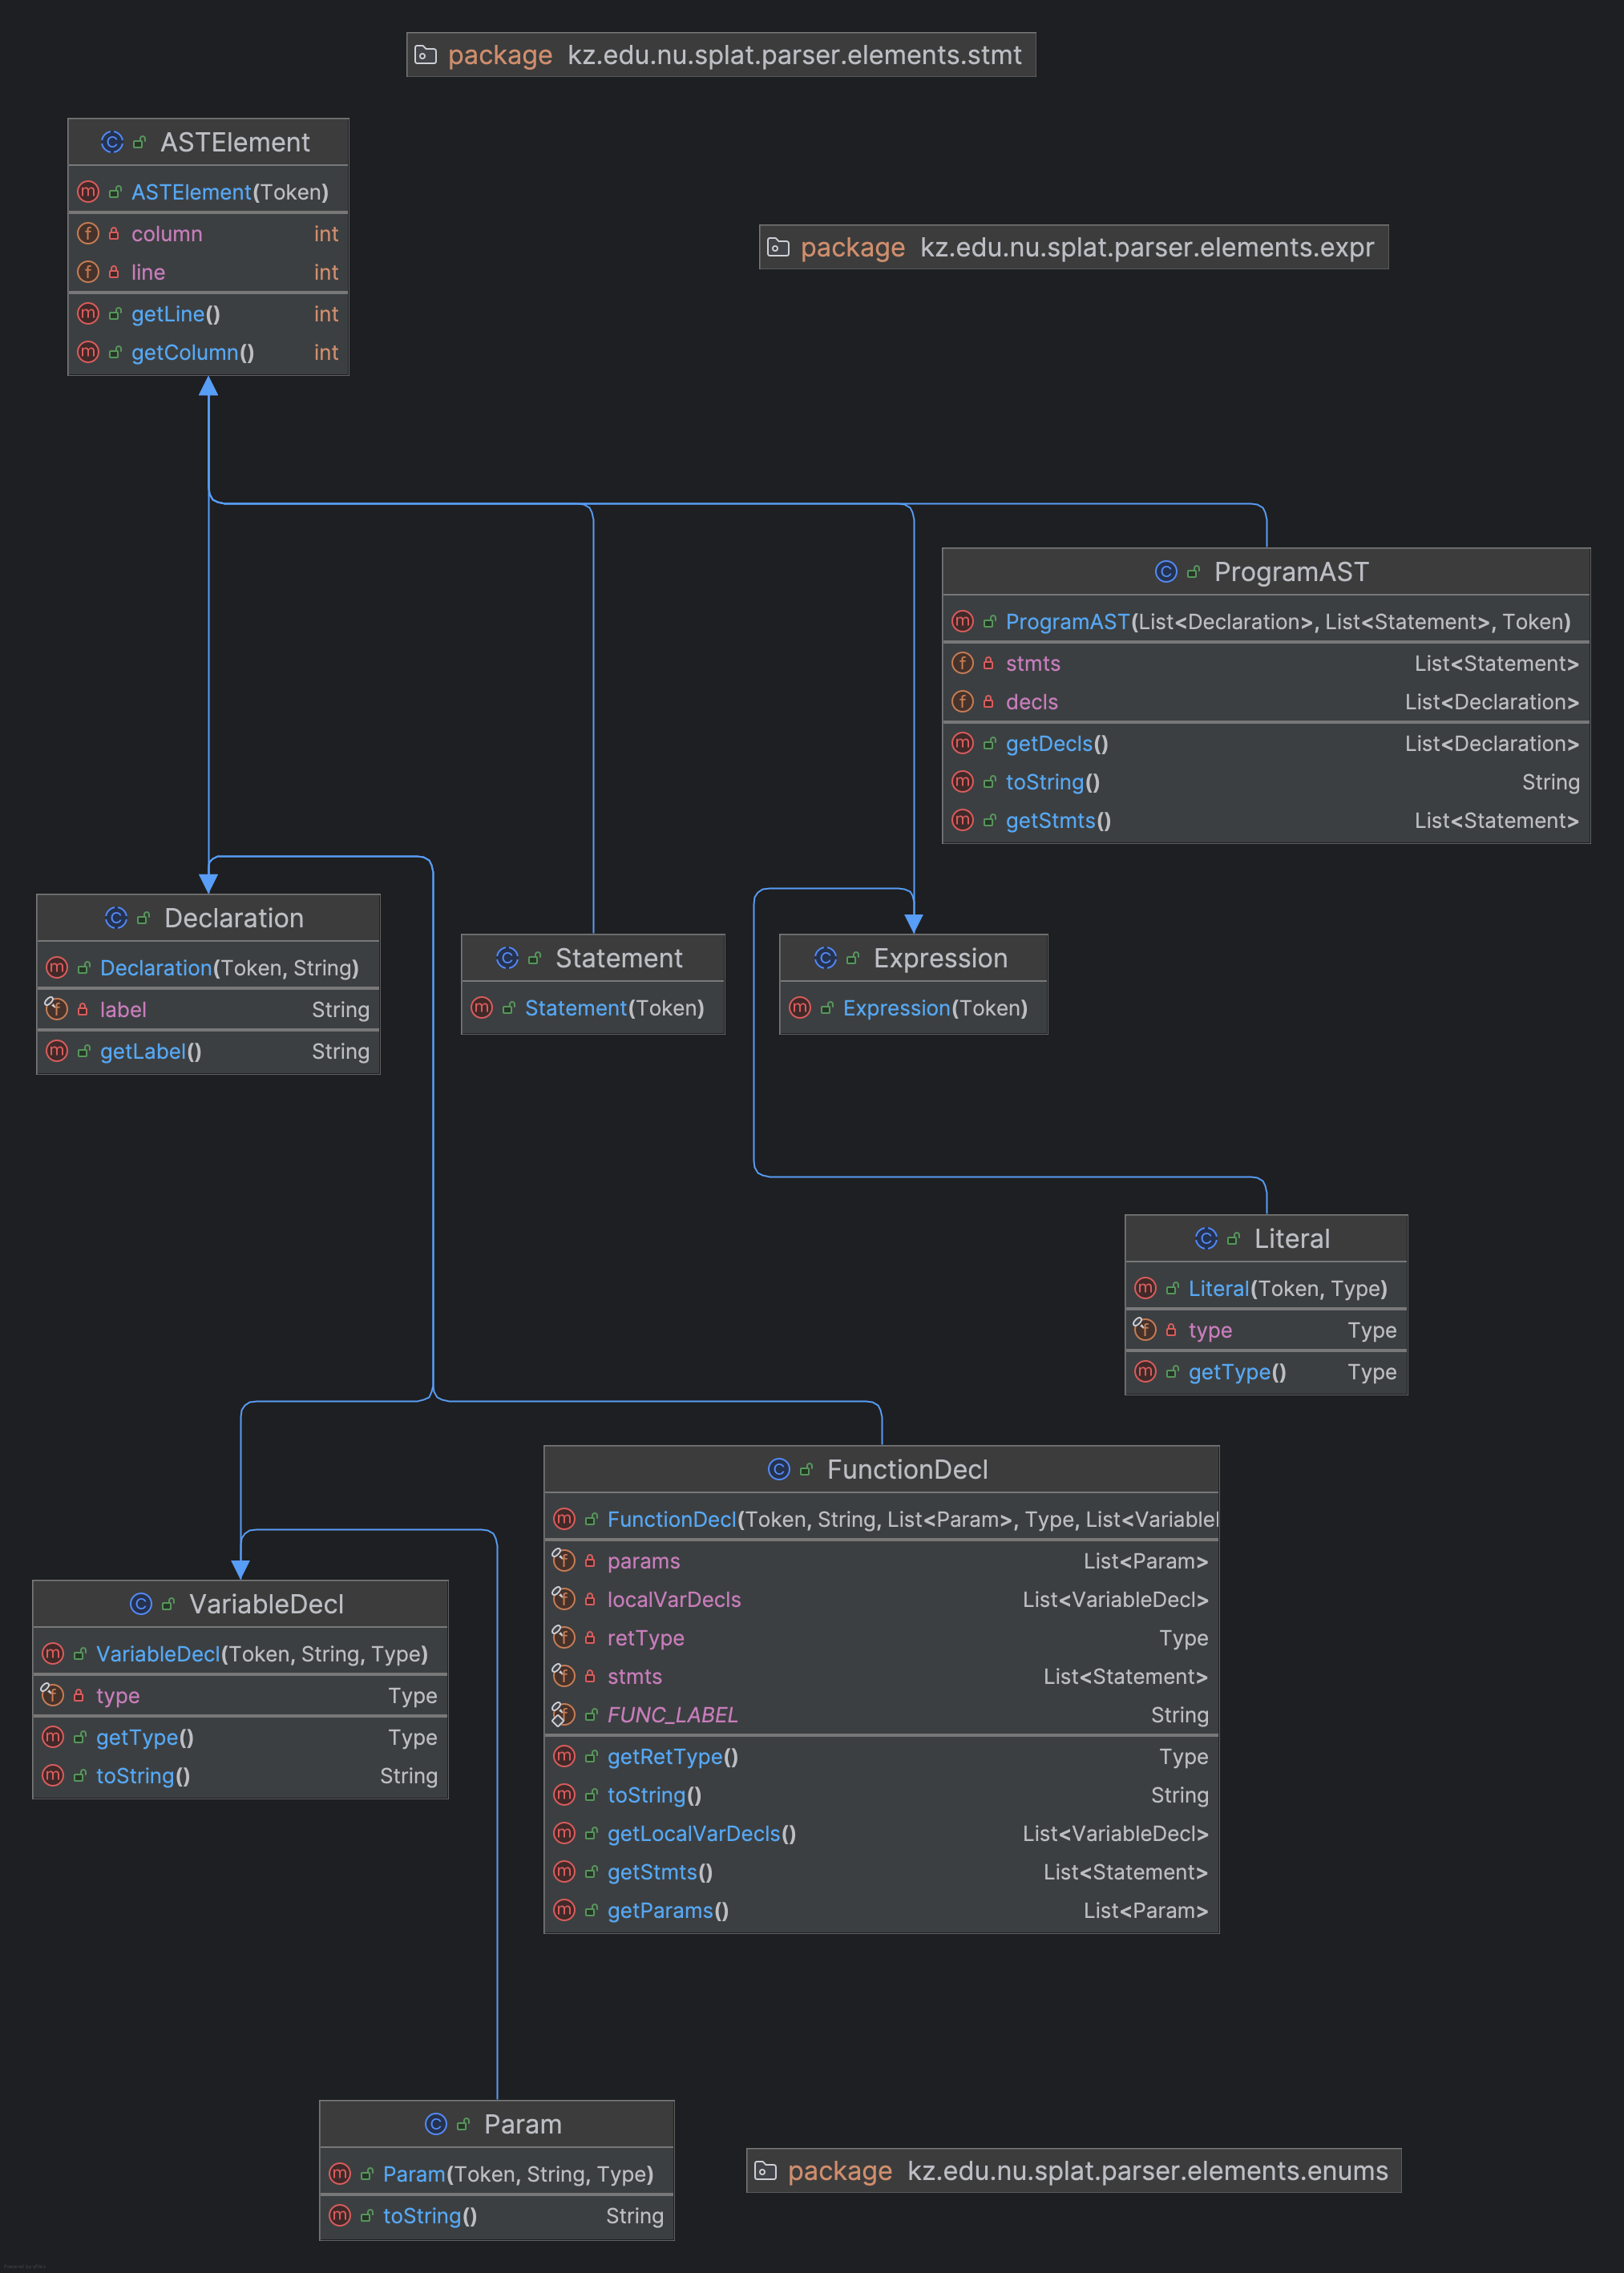 package kz.edu.nu.splat.parser.elements.stmt
ASTElement
ASTElement(Token)
column int
line int
getLine() int
getColumn() int
package kz.edu.nu.splat.parser.elements.expr
ProgramAST
ProgramAST(List<Declaration>, List<Statement>, Token)
stmts List<Statement>
decls List<Declaration>
getDecls() List<Declaration>
toString() String
getStmts() List<Statement>
Declaration
Declaration(Token, String)
label String
getLabel() String
Statement
Statement(Token)
Expression
Expression(Token)
Literal
Literal(Token, Type)
type Type
getType() Type
FunctionDecl
FunctionDecl(Token, String, List<Param>, Type, List<Variable
params List<Param>
localVarDecls List<VariableDecl>
retType Type
stmts List<Statement>
FUNC_LABEL String
getRetType() Type
toString() String
getLocalVarDecls() List<VariableDecl>
getStmts() List<Statement>
getParams() List<Param>
VariableDecl
VariableDecl(Token, String, Type)
type Type
getType() Type
toString() String
Param
Param(Token, String, Type)
toString() String
package kz.edu.nu.splat.parser.elements.enums